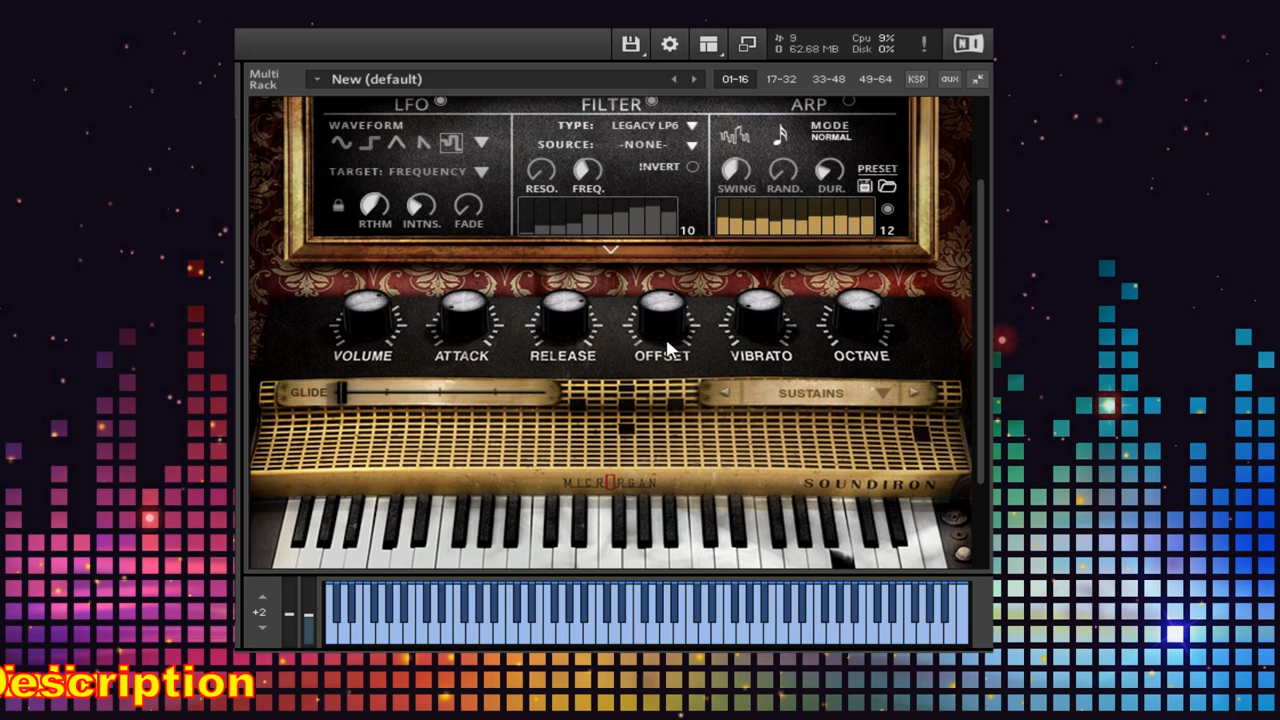 9 Cpu 9%
62.68 MB Disk 0%
Multi Rack
New (default)
01-16 17-32 33-48 49-64 KSP aux
LFO FILTER ARP
WAVEFORM
TYPE: LEGACY LP6
MODE
NORMAL
SOURCE: -NONE-
TARGET: FREQUENCY
INVERT
PRESET
RESO. FREQ.
SWING RAND. DUR.
RTHM INTNS. FADE
10
12
VOLUME ATTACK RELEASE OFFSET VIBRATO OCTAVE
GLIDE
SUSTAINS
MICRORGAN
SOUNDIRON
+2
Description